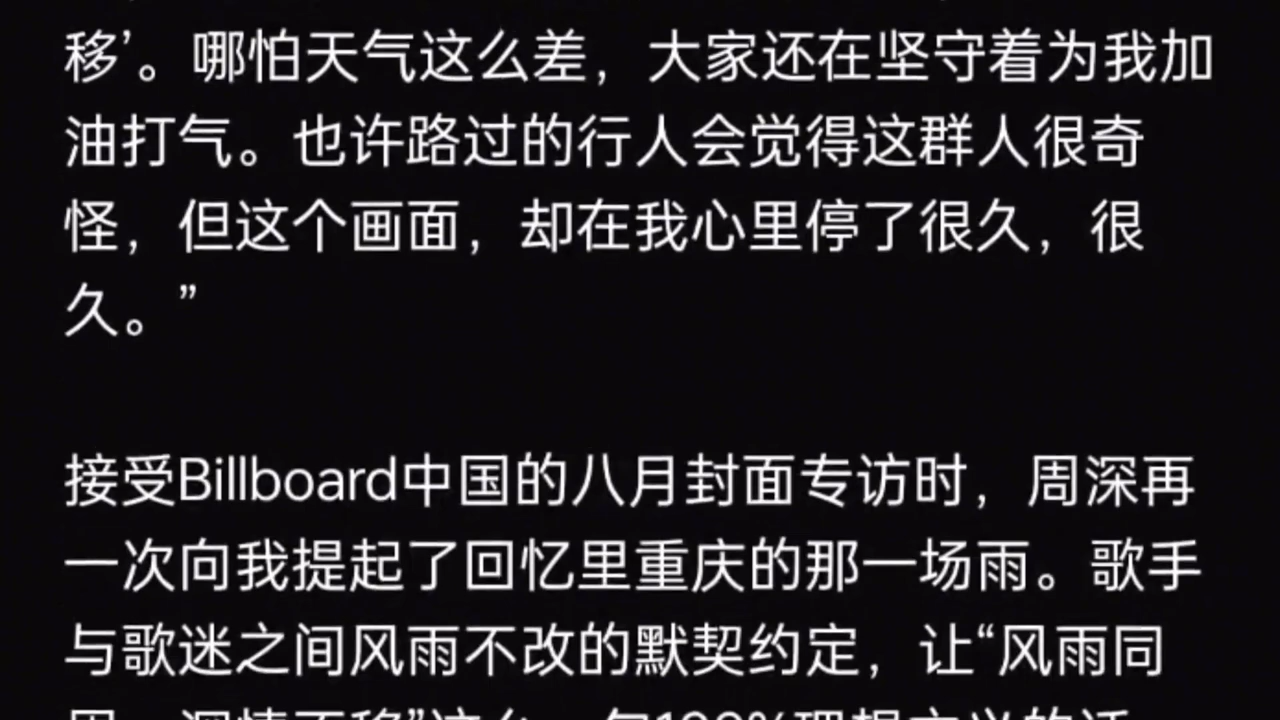 移’。哪怕天气这么差，大家还在坚守着为我加
油打气。也许路过的行人会觉得这群人很奇
怪，但这个画面，却在我心里停了很久，很
久。”
接受Billboard中国的八月封面专访时，周深再
一次向我提起了回忆里重庆的那一场雨。歌手
与歌迷之间风雨不改的默契约定，让“风雨同